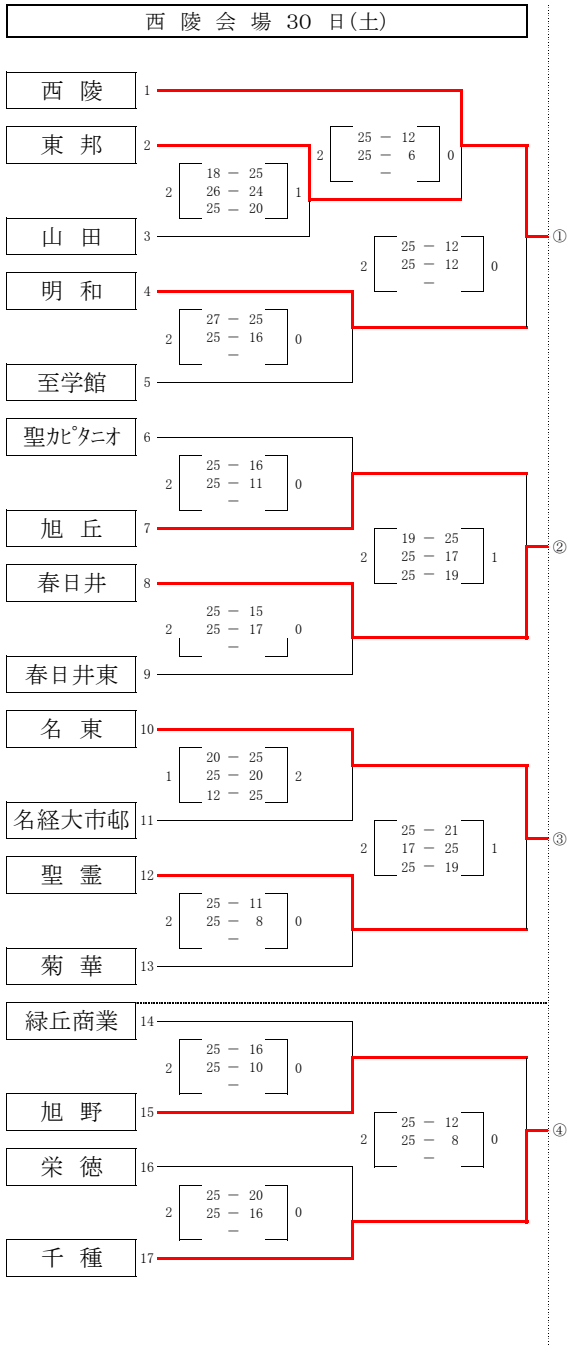 西 陵 会 場 30 日(土)
西 陵 1
25 － 12
2 25 － 6 0
－
東 邦 2
18 － 25
2 26 － 24 1
25 － 20
山 田 3
①
25 － 12
2 25 － 12 0
－
明 和 4
27 － 25
2 25 － 16 0
－
至学館 5
聖カピタニオ 6
25 － 16
2 25 － 11 0
－
旭 丘 7
19 － 25
2 25 － 17 1
25 － 19
②
春日井 8
25 － 15
2 25 － 17 0
－
春日井東 9
名 東 10
20 － 25
1 25 － 20 2
12 － 25
名経大市邨 11
25 － 21
2 17 － 25 1
25 － 19
③
聖 霊 12
25 － 11
2 25 － 8 0
－
菊 華 13
緑丘商業 14
25 － 16
2 25 － 10 0
－
旭 野 15
25 － 12
2 25 － 8 0
－
④
栄 徳 16
25 － 20
2 25 － 16 0
－
千 種 17